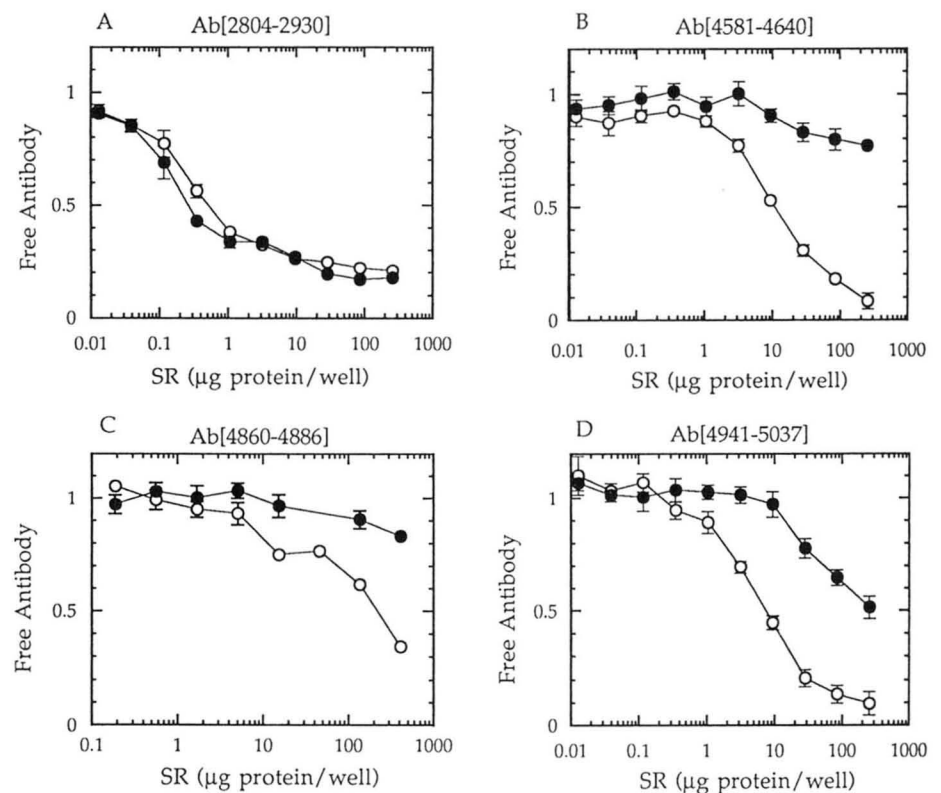 A
Ab[2804-2930]
1
0.5
0
Free Antibody
0.01 0.1 1 10 100 1000
SR (µg protein/well)
B
Ab[4581-4640]
1
0.5
0
Free Antibody
0.01 0.1 1 10 100 1000
SR (µg protein/well)
C
Ab[4860-4886]
1
0.5
0
Free Antibody
0.1 1 10 100 1000
SR (µg protein/well)
D
Ab[4941-5037]
1
0.5
0
Free Antibody
0.01 0.1 1 10 100 1000
SR (µg protein/well)